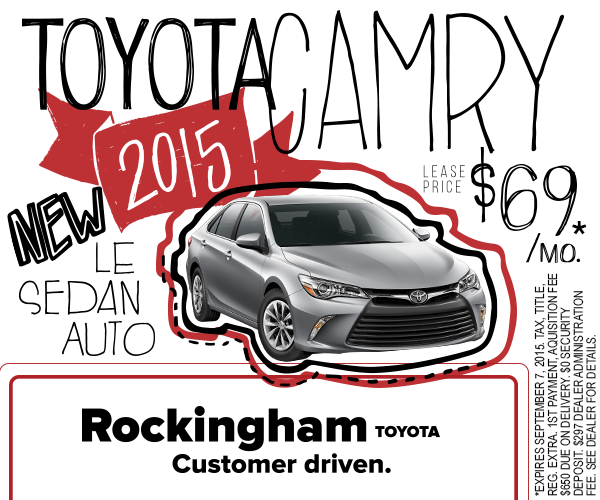 TOYOTA CAMRY
2015
LEASE
PRICE
$69*
/MO.
NEW
LE
SEDAN
AUTO
*EXPIRES SEPTEMBER 7, 2015. TAX, TITLE,
REG. EXTRA. 1ST PAYMENT, AQUISITION FEE
$650 DUE ON DELIVERY. $0 SECURITY
DEPOSIT. $297 DEALER ADMINISTRATION
FEE. SEE DEALER FOR DETAILS.
Rockingham TOYOTA
Customer driven.